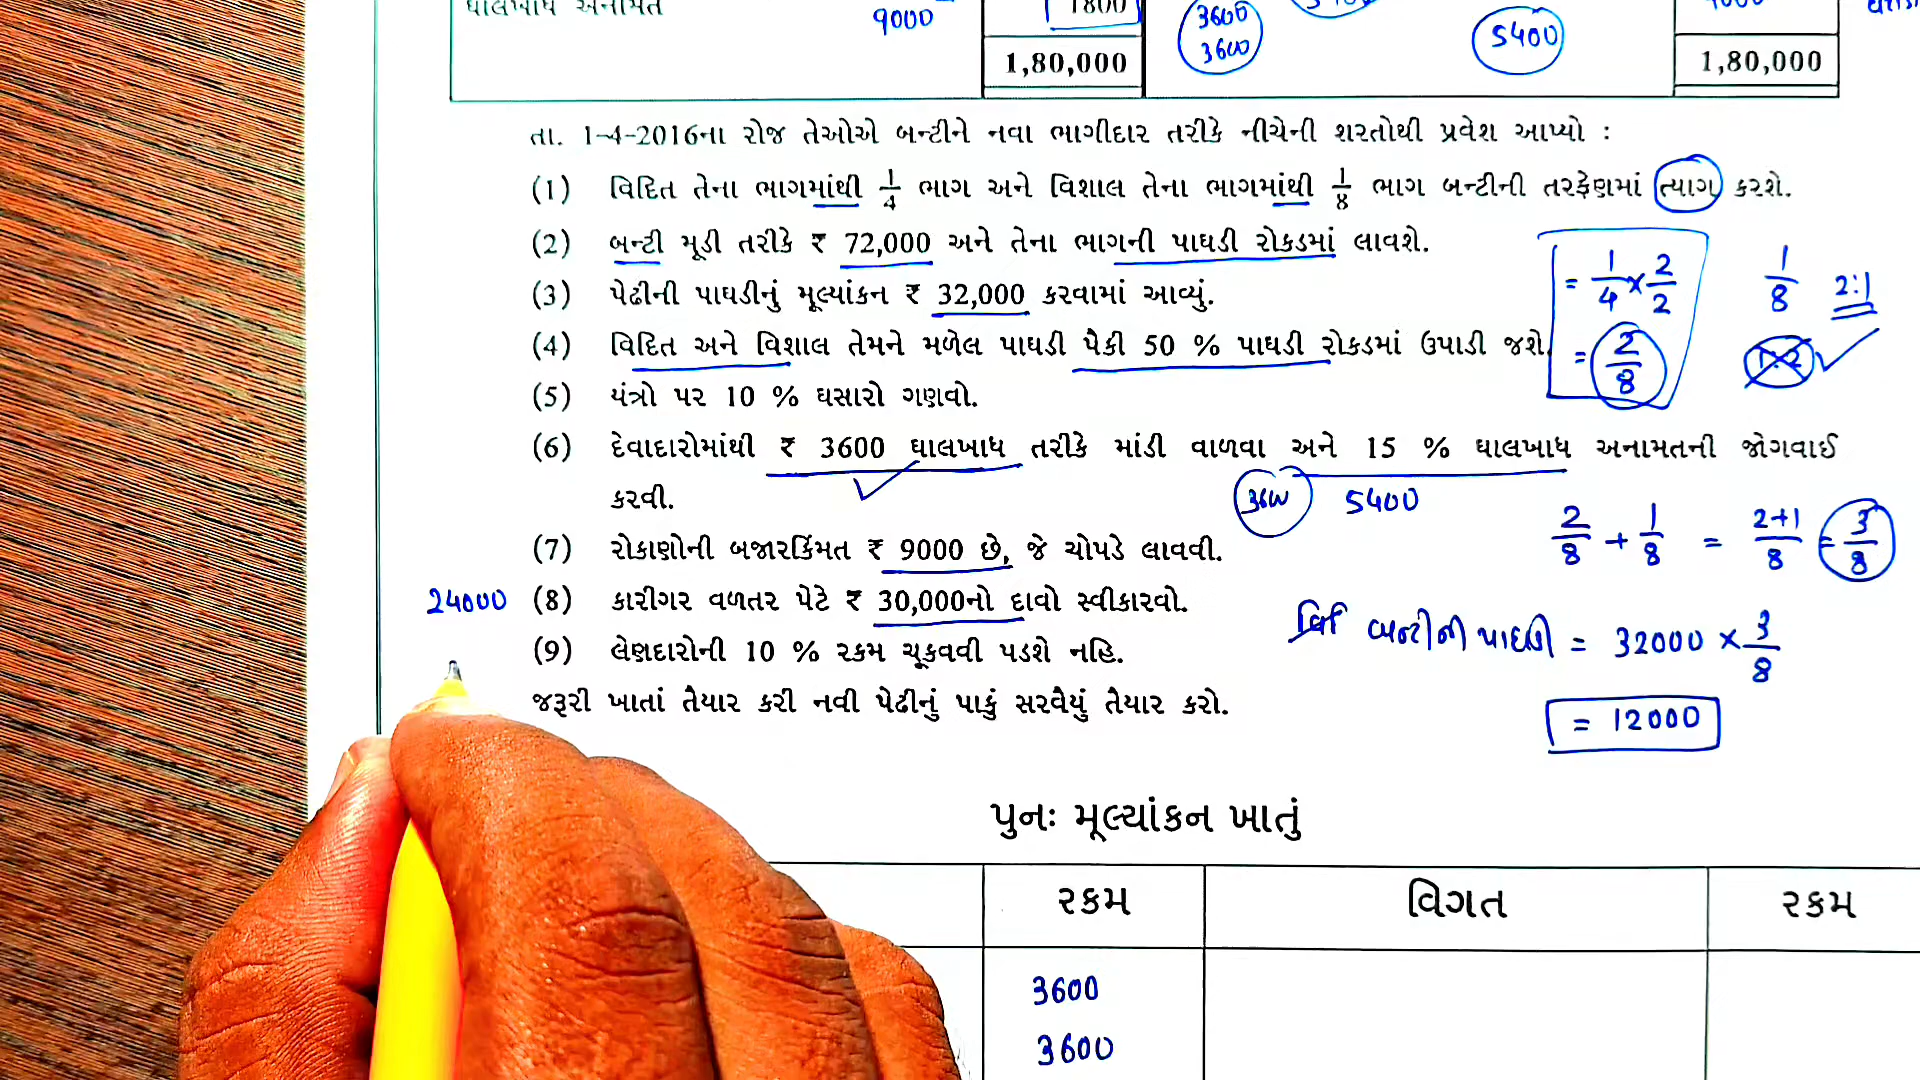 ઘાલખાધ અનામત 9000 1800 3600 5400
3600
1,80,000 1,80,000
તા. 1-4-2016ના રોજ તેઓએ બન્ટીને નવા ભાગીદાર તરીકે નીચેની શરતોથી પ્રવેશ આપ્યો :
(1) વિદિત તેના ભાગમાંથી 1/4 ભાગ અને વિશાલ તેના ભાગમાંથી 1/8 ભાગ બન્ટીની તરફેણમાં ત્યાગ કરશે.
(2) બન્ટી મૂડી તરીકે ₹ 72,000 અને તેના ભાગની પાઘડી રોકડમાં લાવશે.
= 1/4 × 2/2 1/8 2:1
(3) પેઢીની પાઘડીનું મૂલ્યાંકન ₹ 32,000 કરવામાં આવ્યું.
(4) વિદિત અને વિશાલ તેમને મળેલ પાઘડી પૈકી 50 % પાઘડી રોકડમાં ઉપાડી જશે.
= 2/8 1:2
(5) યંત્રો પર 10 % ઘસારો ગણવો.
(6) દેવાદારોમાંથી ₹ 3600 ઘાલખાધ તરીકે માંડી વાળવા અને 15 % ઘાલખાધ અનામતની જોગવાઈ
કરવી. 3600 5400
2/8 + 1/8 = 2+1/8 = 3/8
(7) રોકાણોની બજારકિંમત ₹ 9000 છે, જે ચોપડે લાવવી.
24000 (8) કારીગર વળતર પેટે ₹ 30,000નો દાવો સ્વીકારવો.
બન્ટીની પાઘડી = 32000 × 3/8
(9) લેણદારોની 10 % રકમ ચૂકવવી પડશે નહિ.
જરૂરી ખાતાં તૈયાર કરી નવી પેઢીનું પાકું સરવૈયું તૈયાર કરો.
= 12000
પુનઃ મૂલ્યાંકન ખાતું
રકમ વિગત રકમ
3600
3600